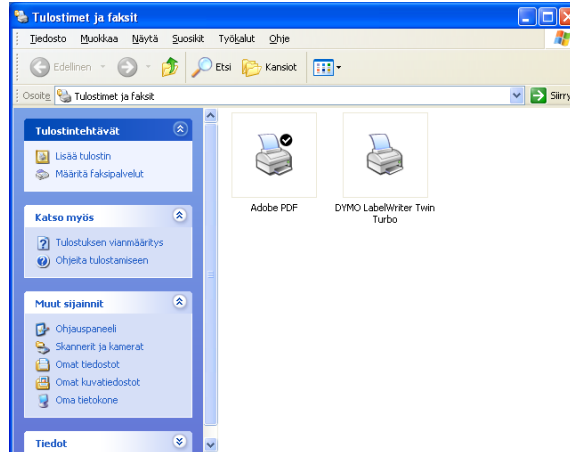 Tulostimet ja faksit
Tiedosto Muokkaa Näytä Suosikit Työkalut Ohje
Edellinen Etsi Kansiot
Osoite Tulostimet ja faksit Siirry
Tulostintehtävät
Lisää tulostin
Määritä faksipalvelut
Katso myös
Tulostuksen vianmääritys
Ohjeita tulostamiseen
Muut sijainnit
Ohjauspaneeli
Skannerit ja kamerat
Omat tiedostot
Omat kuvatiedostot
Oma tietokone
Tiedot
Adobe PDF
DYMO LabelWriter Twin
Turbo